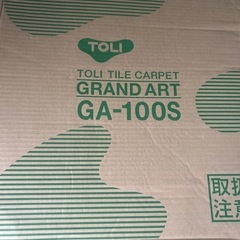 TOLI
TOLI TILE CARPET
GRAND ART
GA-100S
取扱
注意